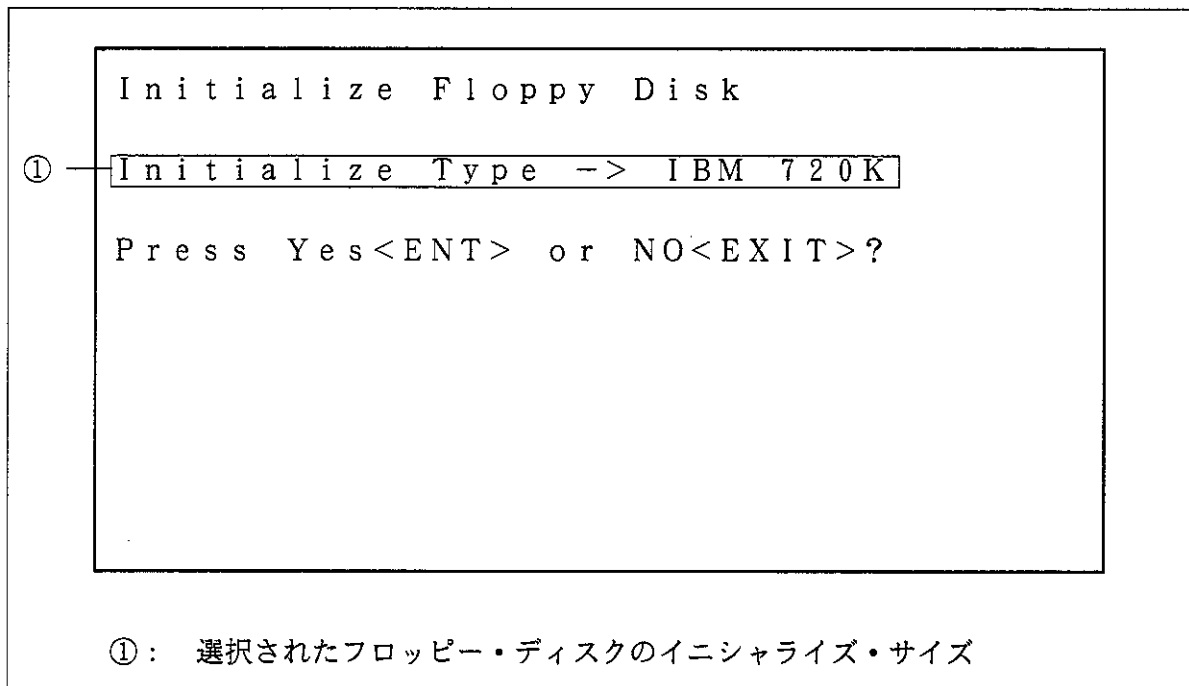 Initialize Floppy Disk
① Initialize Type -> IBM 720K
Press Yes<ENT> or NO<EXIT>?
①： 選択されたフロッピー・ディスクのイニシャライズ・サイズ